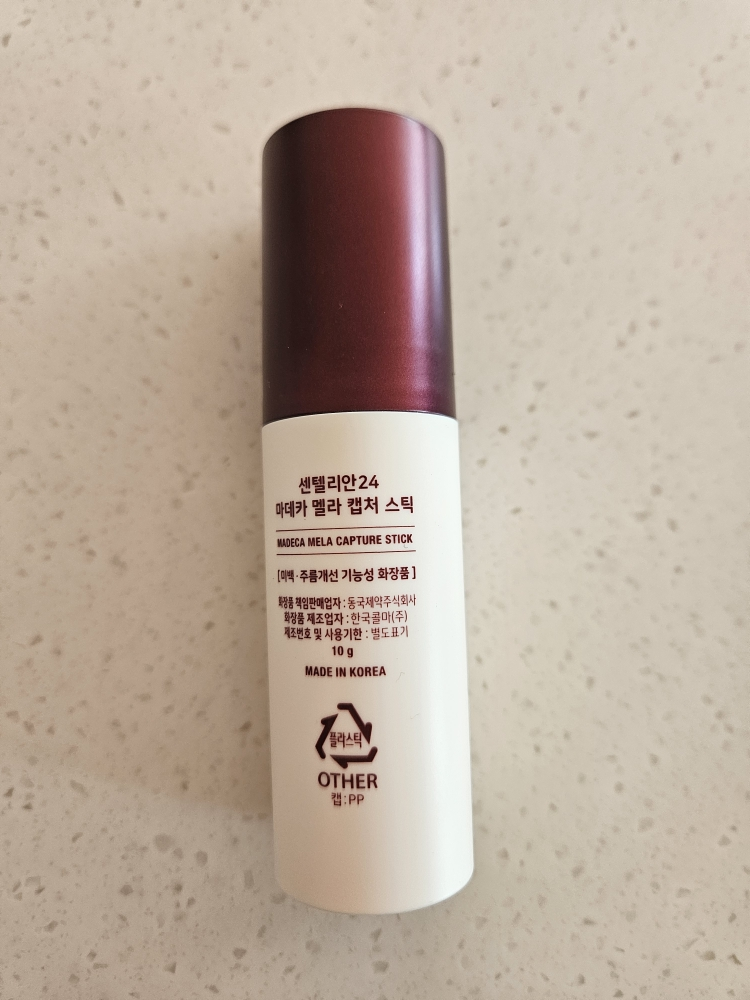 센텔리안24
마데카 멜라 캡처 스틱
MADECA MELA CAPTURE STICK
[미백·주름개선 기능성 화장품]
화장품 책임판매업자 : 동국제약주식회사
화장품 제조업자 : 한국콜마(주)
제조번호 및 사용기한 : 별도표기
10 g
MADE IN KOREA
플라스틱
OTHER
캡:PP